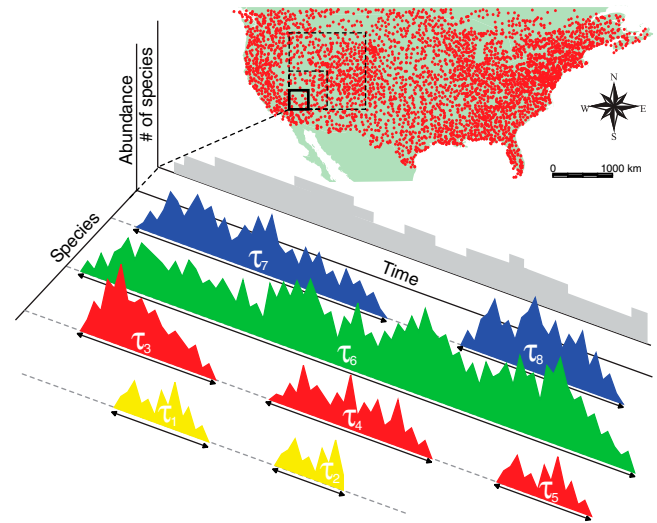 N
W E
S
0 1000 km
Abundance
# of species
Species
Time
τ7
τ8
τ6
τ3
τ4
τ1
τ2
τ5